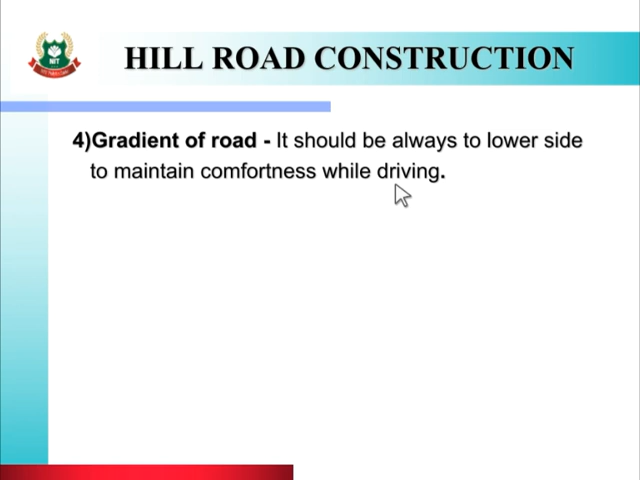 HILL ROAD CONSTRUCTION
NIT
4)Gradient of road - It should be always to lower side
to maintain comfortness while driving.